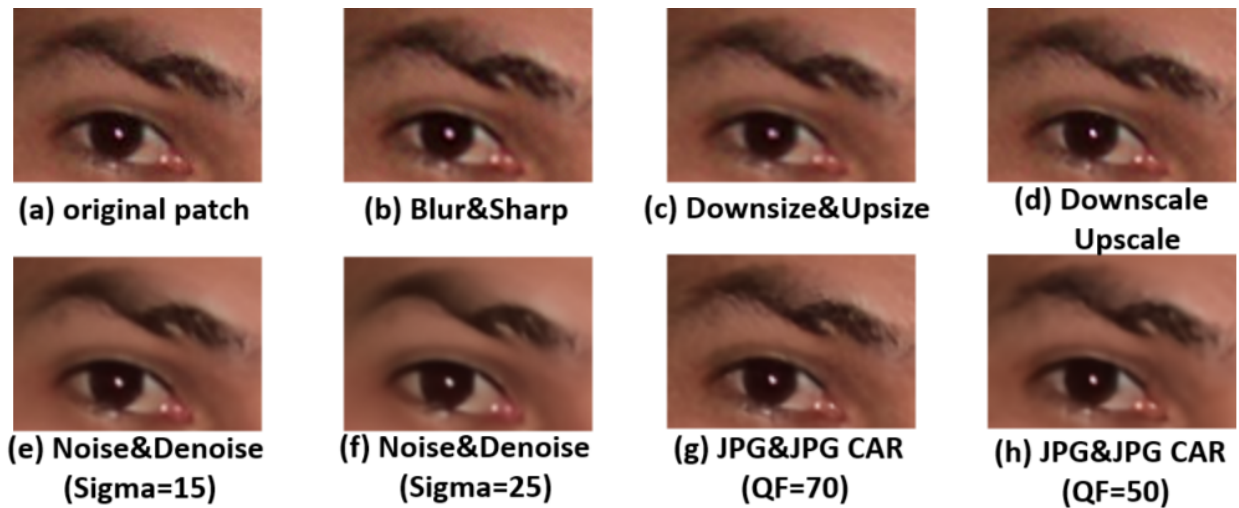 (a) original patch
(b) Blur&Sharp
(c) Downsize&Upsize
(d) Downscale
Upscale
(e) Noise&Denoise
(Sigma=15)
(f) Noise&Denoise
(Sigma=25)
(g) JPG&JPG CAR
(QF=70)
(h) JPG&JPG CAR
(QF=50)